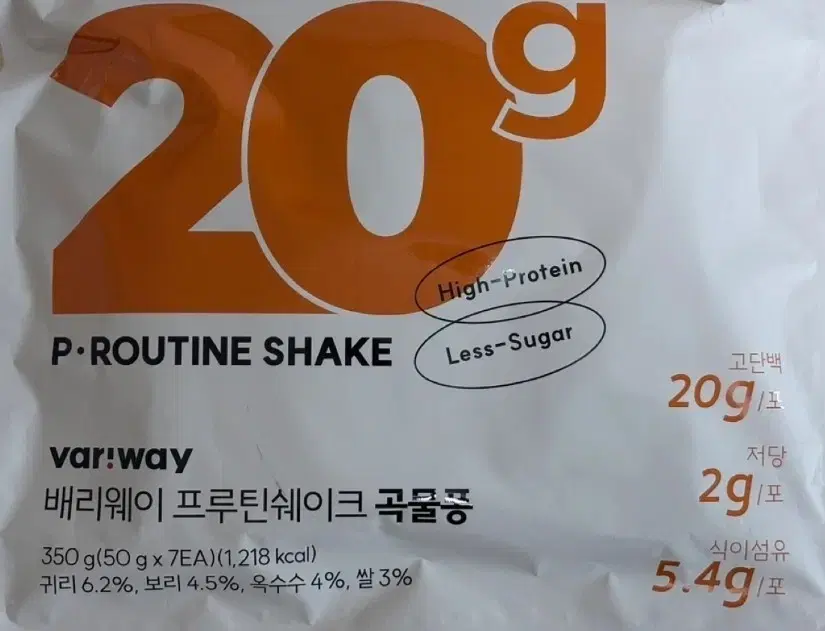 20g
High-Protein
Less-Sugar
P·ROUTINE SHAKE
고단백
20g/포
저당
2g/포
식이섬유
5.4g/포
var!way
배리웨이 프루틴쉐이크 곡물퐁
350 g(50 g x 7EA)(1,218 kcal)
귀리 6.2%, 보리 4.5%, 옥수수 4%, 쌀 3%